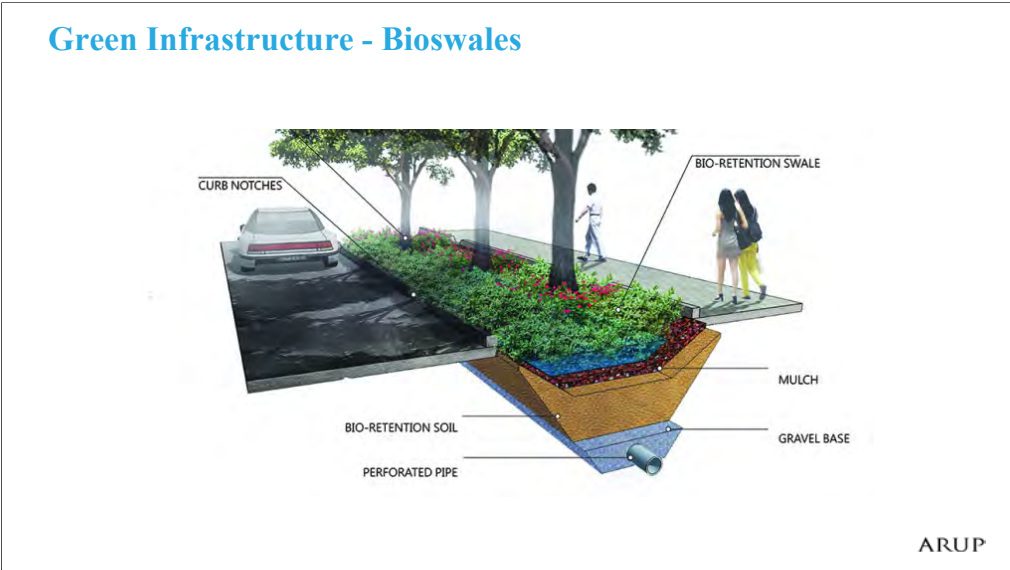 Green Infrastructure - Bioswales
BIO-RETENTION SWALE
CURB NOTCHES
MULCH
BIO-RETENTION SOIL
GRAVEL BASE
PERFORATED PIPE
ARUP